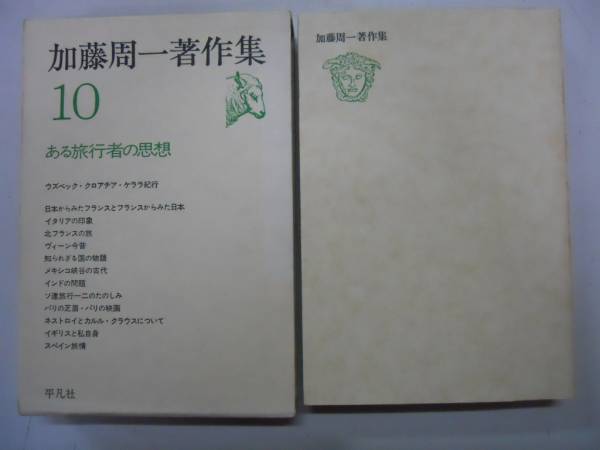 加藤周一著作集
10
ある旅行者の思想
ウズベック・クロアチア・ケララ紀行
日本からみたフランスとフランスからみた日本
イタリアの印象
北フランスの旅
ヴィーン今昔
知られざる国の物語
メキシコ峡谷の古代
インドの問題
ソ連旅行一二のたのしみ
パリの芝居・パリの映画
ネストロイとカルル・クラウスについて
イギリスと私自身
スペイン旅情
平凡社
加藤周一著作集